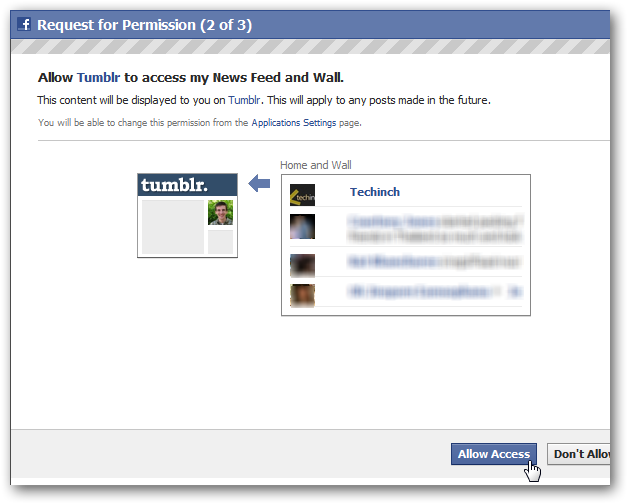 Request for Permission (2 of 3)
Allow Tumblr to access my News Feed and Wall.
This content will be displayed to you on Tumblr. This will apply to any posts made in the future.
You will be able to change this permission from the Applications Settings page.
Home and Wall
tumblr.
techinch
Techinch
Allow Access
Don't Allow